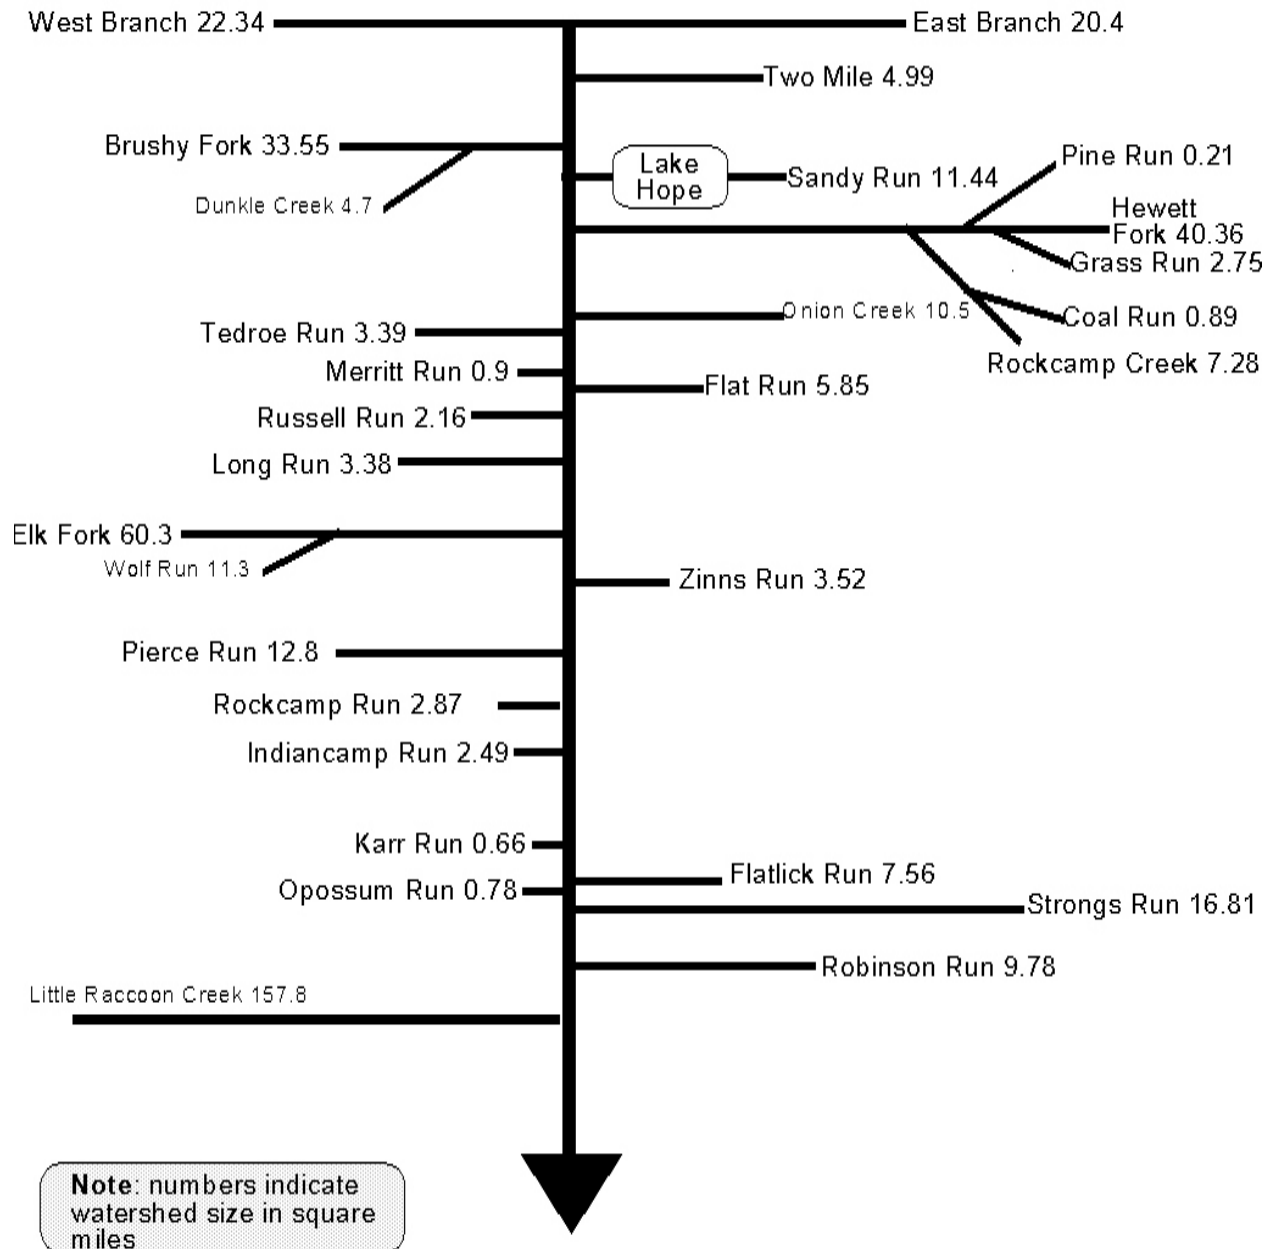 West Branch 22.34
East Branch 20.4
Two Mile 4.99
Brushy Fork 33.55
Dunkle Creek 4.7
Lake
Hope
Sandy Run 11.44
Pine Run 0.21
Hewett
Fork 40.36
Grass Run 2.75
Onion Creek 10.5
Coal Run 0.89
Rockcamp Creek 7.28
Tedroe Run 3.39
Merritt Run 0.9
Flat Run 5.85
Russell Run 2.16
Long Run 3.38
Elk Fork 60.3
Wolf Run 11.3
Zinns Run 3.52
Pierce Run 12.8
Rockcamp Run 2.87
Indiancamp Run 2.49
Karr Run 0.66
Flatlick Run 7.56
Opossum Run 0.78
Strongs Run 16.81
Robinson Run 9.78
Little Raccoon Creek 157.8
Note: numbers indicate
watershed size in square
miles